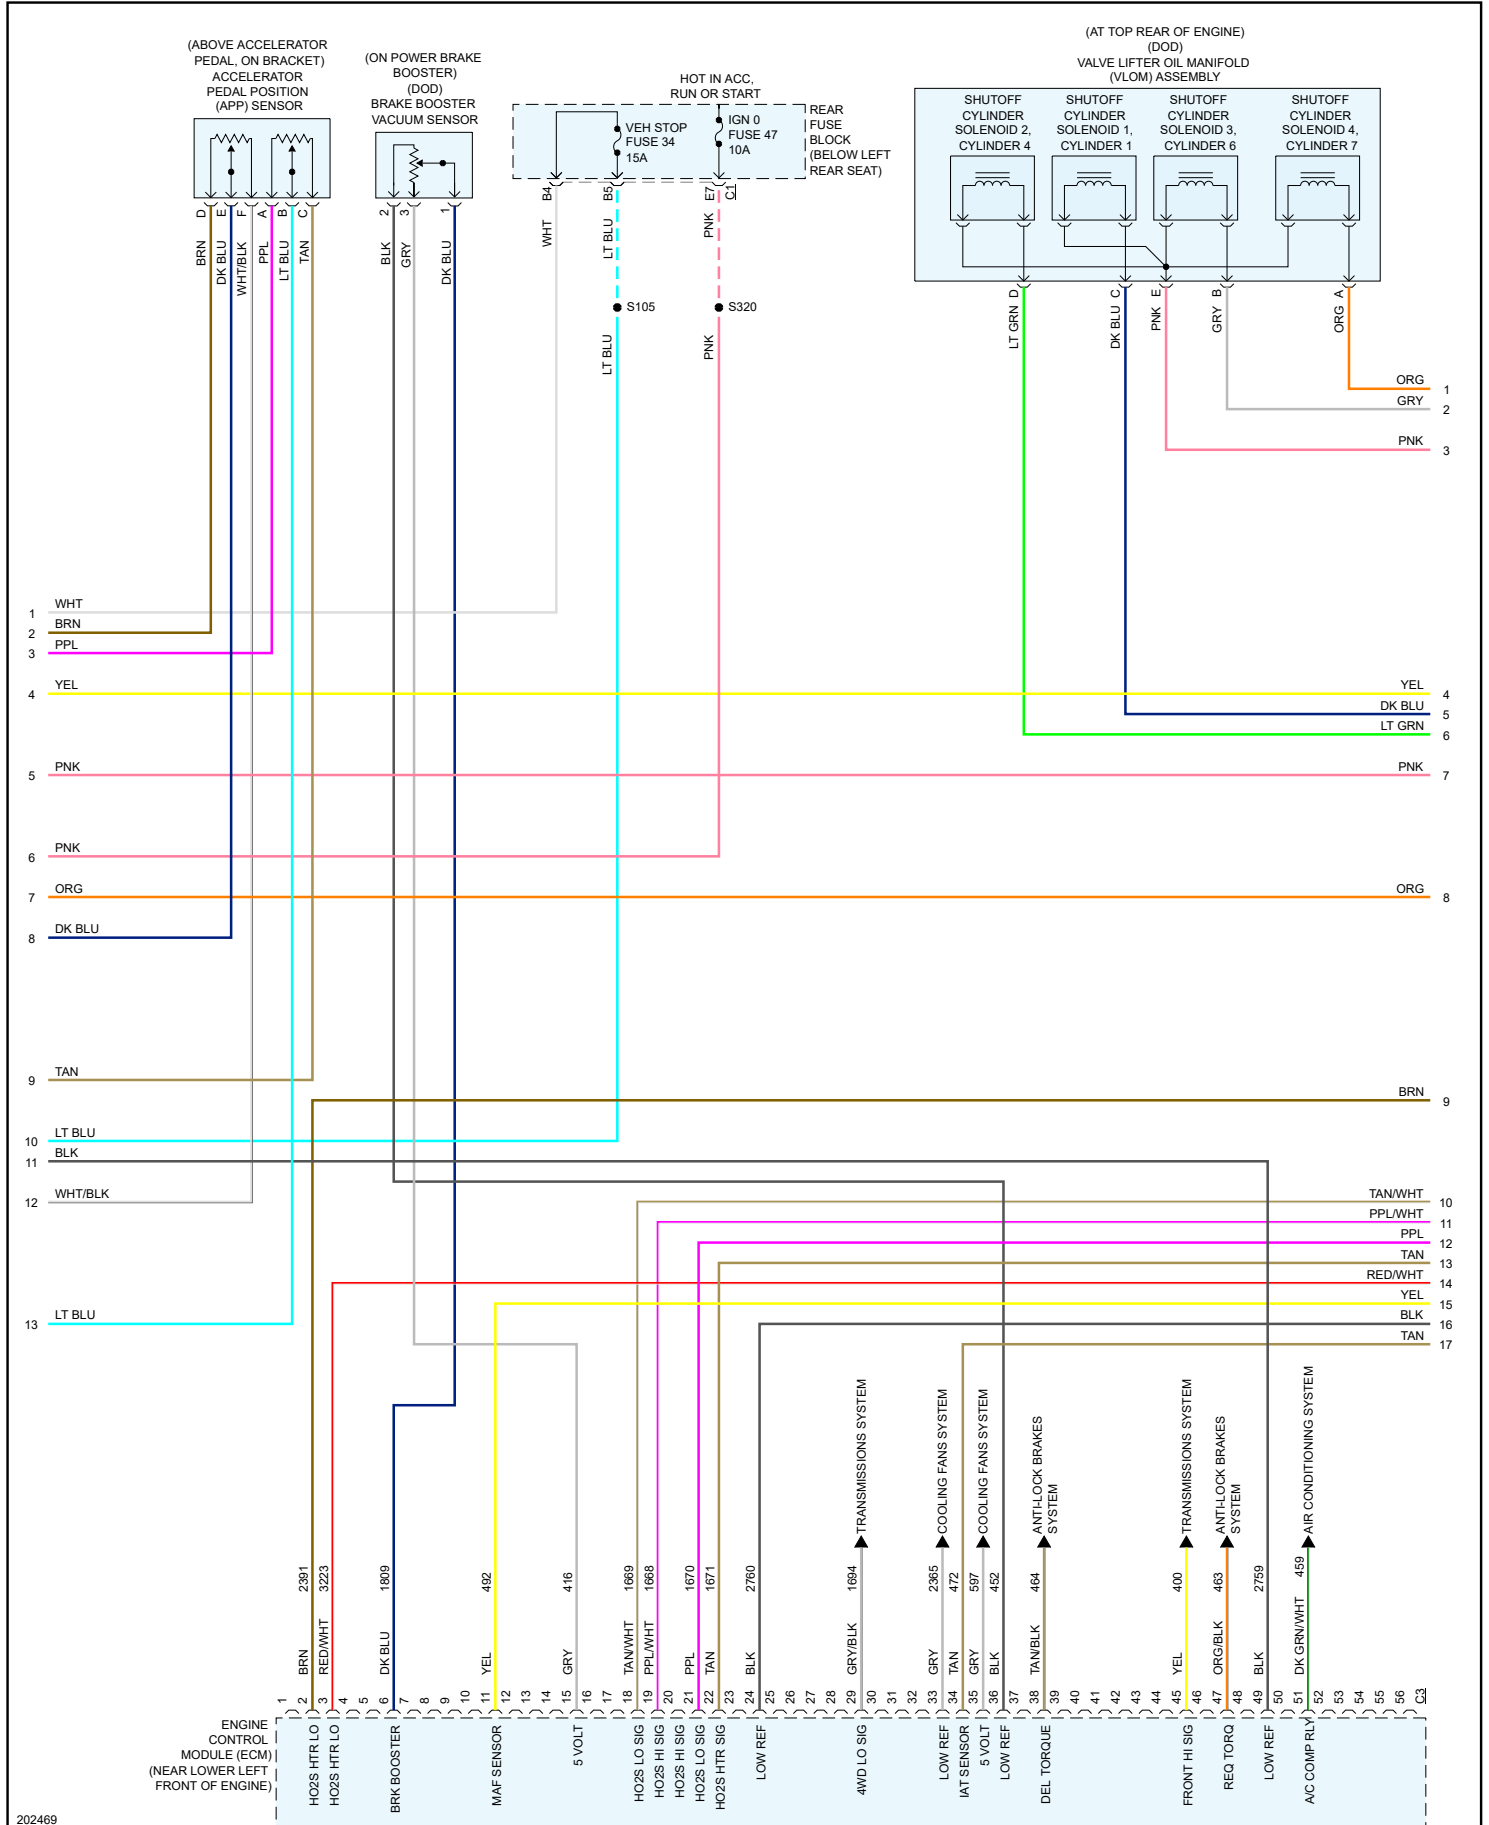 (ABOVE ACCELERATOR
PEDAL, ON BRACKET)
ACCELERATOR
PEDAL POSITION
(APP) SENSOR
(ON POWER BRAKE
BOOSTER)
(DOD)
BRAKE BOOSTER
VACUUM SENSOR
HOT IN ACC,
RUN OR START
VEH STOP
FUSE 34
15A
IGN 0
FUSE 47
10A
REAR
FUSE
BLOCK
(BELOW LEFT
REAR SEAT)
(AT TOP REAR OF ENGINE)
(DOD)
VALVE LIFTER OIL MANIFOLD
(VLOM) ASSEMBLY
SHUTOFF
CYLINDER
SOLENOID 2,
CYLINDER 4
SHUTOFF
CYLINDER
SOLENOID 1,
CYLINDER 1
SHUTOFF
CYLINDER
SOLENOID 3,
CYLINDER 6
SHUTOFF
CYLINDER
SOLENOID 4,
CYLINDER 7
D
E
F
A
B
C
BRN
DK BLU
WHT/BLK
PPL
LT BLU
TAN
2
3
1
BLK
GRY
DK BLU
B4
B5
E7
C1
WHT
LT BLU
PNK
S105
S320
LT BLU
PNK
D
C
E
B
A
LT GRN
DK BLU
PNK
GRY
ORG
ORG 1
GRY 2
PNK 3
1 WHT
2 BRN
3 PPL
4 YEL
YEL 4
DK BLU 5
LT GRN 6
5 PNK
PNK 7
6 PNK
7 ORG
ORG 8
8 DK BLU
9 TAN
BRN 9
10 LT BLU
11 BLK
12 WHT/BLK
TAN/WHT 10
PPL/WHT 11
PPL 12
TAN 13
RED/WHT 14
YEL 15
BLK 16
TAN 17
13 LT BLU
TRANSMISSIONS SYSTEM
COOLING FANS SYSTEM
COOLING FANS SYSTEM
ANTI-LOCK BRAKES
SYSTEM
TRANSMISSIONS SYSTEM
ANTI-LOCK BRAKES
SYSTEM
AIR CONDITIONING SYSTEM
2391
3223
1809
492
416
1669
1668
1670
1671
2760
1694
2365
472
597
452
464
400
463
2759
459
BRN
RED/WHT
DK BLU
YEL
GRY
TAN/WHT
PPL/WHT
PPL
TAN
BLK
GRY/BLK
GRY
TAN
GRY
BLK
TAN/BLK
YEL
ORG/BLK
BLK
DK GRN/WHT
1
2
3
4
5
6
7
8
9
10
11
12
13
14
15
16
17
18
19
20
21
22
23
24
25
26
27
28
29
30
31
32
33
34
35
36
37
38
39
40
41
42
43
44
45
46
47
48
49
50
51
52
53
54
55
56
C3
ENGINE
CONTROL
MODULE (ECM)
(NEAR LOWER LEFT
FRONT OF ENGINE)
HO2S HTR LO
HO2S HTR LO
BRK BOOSTER
MAF SENSOR
5 VOLT
HO2S LO SIG
HO2S HI SIG
HO2S HI SIG
HO2S LO SIG
HO2S HTR SIG
LOW REF
4WD LO SIG
LOW REF
IAT SENSOR
5 VOLT
LOW REF
DEL TORQUE
FRONT HI SIG
REQ TORQ
LOW REF
A/C COMP RLY
202469